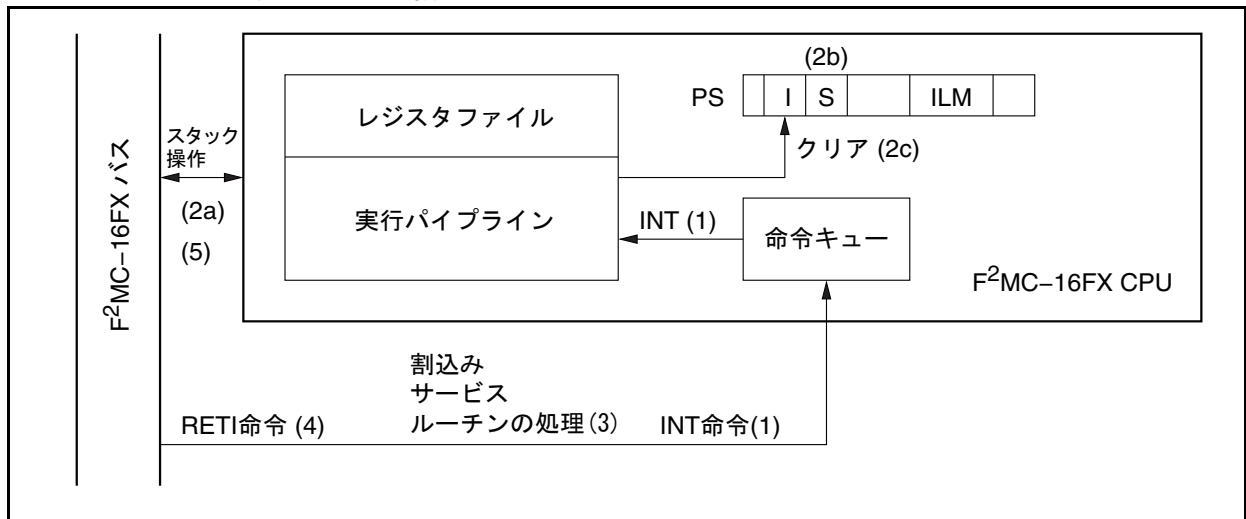 (2b)
PS I S ILM
レジスタファイル
クリア (2c)
スタック
操作
(2a)
(5)
実行パイプライン
INT (1)
命令キュー
F²MC−16FX CPU
F²MC−16FX バス
割込み
サービス
ルーチンの処理(3)
RETI命令 (4)
INT命令(1)